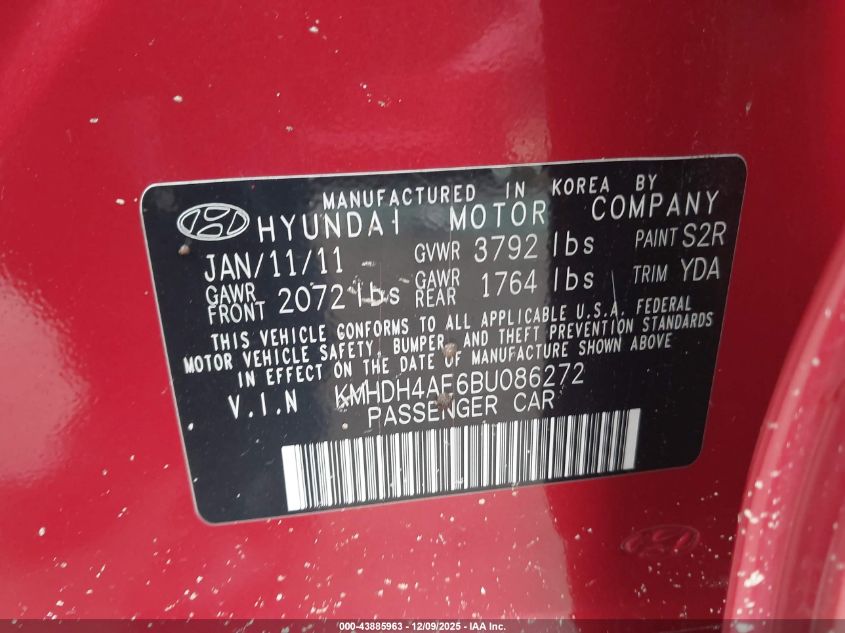 MANUFACTURED IN KOREA BY
HYUNDAI MOTOR COMPANY
JAN/11/11 GVWR 3792 lbs PAINT S2R
GAWR FRONT 2072 lbs GAWR REAR 1764 lbs TRIM YDA
THIS VEHICLE CONFORMS TO ALL APPLICABLE U.S.A. FEDERAL
MOTOR VEHICLE SAFETY, BUMPER, AND THEFT PREVENTION STANDARDS
IN EFFECT ON THE DATE OF MANUFACTURE SHOWN ABOVE
V.I.N KMHDH4AE6BU086272
PASSENGER CAR
000-43885963 - 12/09/2025 - IAA Inc.